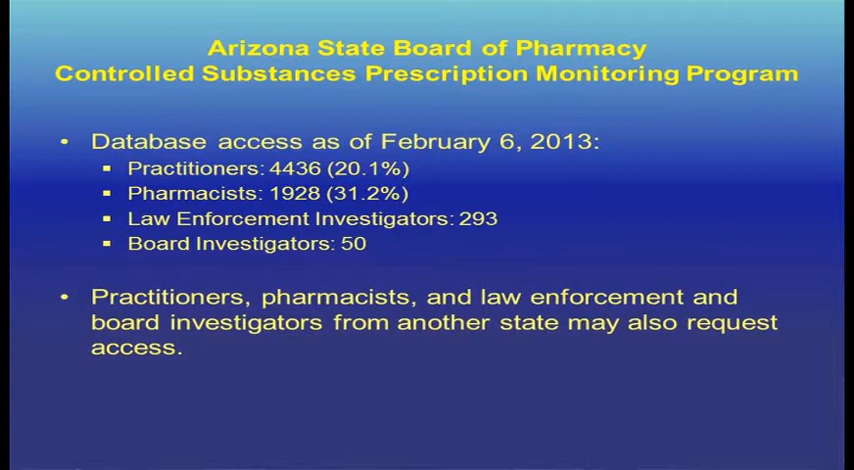 Arizona State Board of Pharmacy
Controlled Substances Prescription Monitoring Program
• Database access as of February 6, 2013:
▪ Practitioners: 4436 (20.1%)
▪ Pharmacists: 1928 (31.2%)
▪ Law Enforcement Investigators: 293
▪ Board Investigators: 50
• Practitioners, pharmacists, and law enforcement and
board investigators from another state may also request
access.